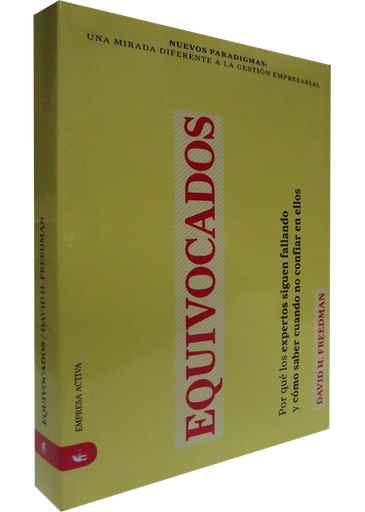 NUEVOS PARADIGMAS:
UNA MIRADA DIFERENTE A LA GESTIÓN EMPRESARIAL
EQUIVOCADOS
Por qué los expertos siguen fallando
y cómo saber cuando no confiar en ellos
DAVID H. FREEDMAN
EQUIVOCADOS / DAVID H. FREEDMAN
EMPRESA ACTIVA